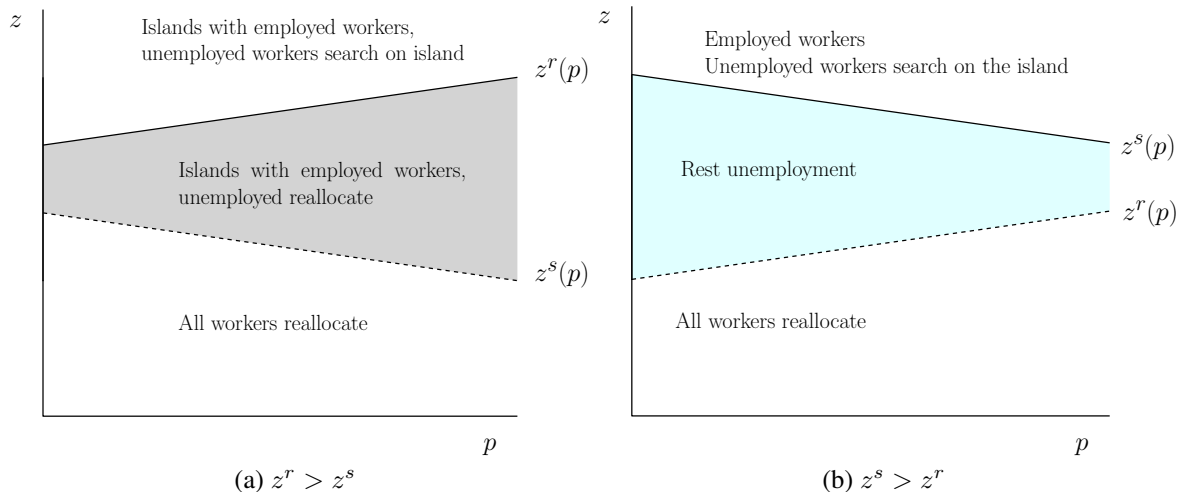 z
Islands with employed workers,
unemployed workers search on island
z^r(p)
Islands with employed workers,
unemployed reallocate
z^s(p)
All workers reallocate
p
(a) z^r > z^s
z
Employed workers
Unemployed workers search on the island
z^s(p)
Rest unemployment
z^r(p)
All workers reallocate
p
(b) z^s > z^r